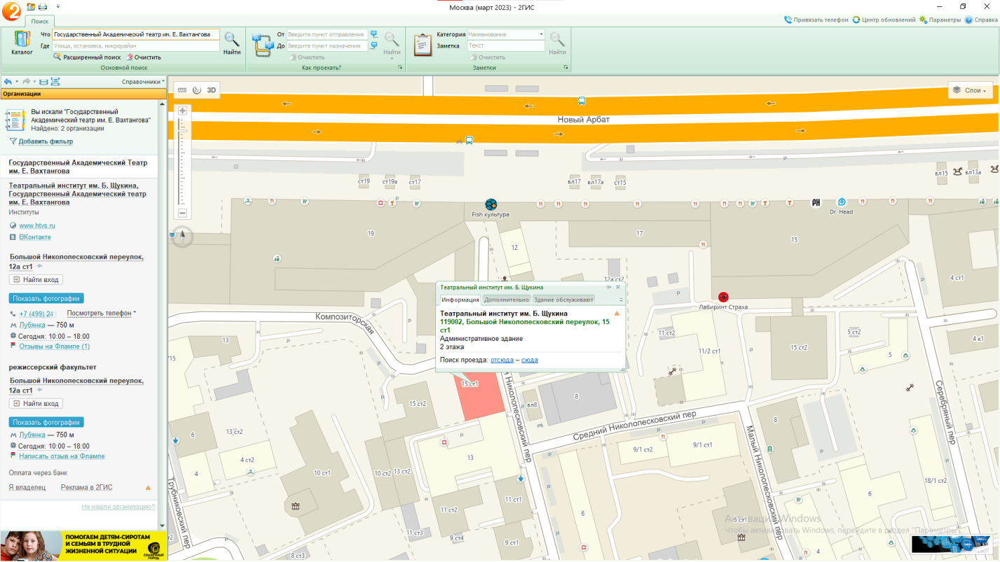 Москва (март 2023) - 2ГИС
Поиск
Привязать телефон
Центр обновлений
Параметры
Справка
Каталог
Что
Государственный Академический театр им. Е. Вахтангова
Где
Улица, остановка, микрорайон
Расширенный поиск
Очистить
Найти
Основной поиск
От
Введите пункт отправления
До
Введите пункт назначения
Очистить
Найти
Как проехать?
Категория
Наименование
Заметка
Текст
Очистить
Найти
Заметки
Справочники
Организации
Вы искали "Государственный
Академический театр им. Е. Вахтангова"
Найдено: 2 организации
Добавить фильтр
Государственный Академический Театр
им. Е. Вахтангова
Театральный институт им. Б. Щукина,
Государственный Академический театр
им. Е. Вахтангова
Институты
www.htvs.ru
ВКонтакте
Большой Николопесковский переулок,
12а ст1
Найти вход
Показать фотографии
+7 (499) 24
Посмотреть телефон
Лубянка — 750 м
Сегодня: 10:00 – 18:00
Отзывы на Флампе (1)
режиссерский факультет
Большой Николопесковский переулок,
12а ст1
Найти вход
Показать фотографии
Лубянка — 750 м
Сегодня: 10:00 – 18:00
Написать отзыв на Флампе
Оплата через банк
Я владелец
Реклама в 2ГИС
Не нашли организацию?
ПОМОГАЕМ ДЕТЯМ-СИРОТАМ
И СЕМЬЯМ В ТРУДНОЙ
ЖИЗНЕННОЙ СИТУАЦИИ
СОЛНЕЧНЫЙ
ГОРОД
3D
Слои
Новый Арбат
ст19
ст19а
ст17
вл17
вл17а
ст15
вл15
вл13а
Fish культура
PH
Dr. Head
19
12
17
15
12а ст2
4 ст1
Лабиринт Страха
Композиторская
Театральный институт им. Б. Щукина
Информация
Дополнительно
Здание обслуживают
Театральный институт им. Б. Щукина
119002, Большой Николопесковский переулок, 15
ст1
Административное здание
2 этажа
Поиск проезда: отсюда – сюда
13
11 ст2
11/2 ст1
15 ст2
5 ст2
5
4 к1
/15
15 ст1
15 ст2
вл8
8
Николопесковский пер
Средний Николопесковский пер
Малый Николопесковский пер
Серебряный пер
Трубниковский пер
6
13 ст2
4 ст2
4
10 ст1
10 ст2
13 ст2
13
9/1 ст2
9/1 ст1
8
18/1 ст2
6
11 ст1
11 ст2
11 ст3
9 ст4
9 ст1
8 ст3
6
4
Активация Windows
Чтобы активировать Windows, перейдите в раздел "Параметры".